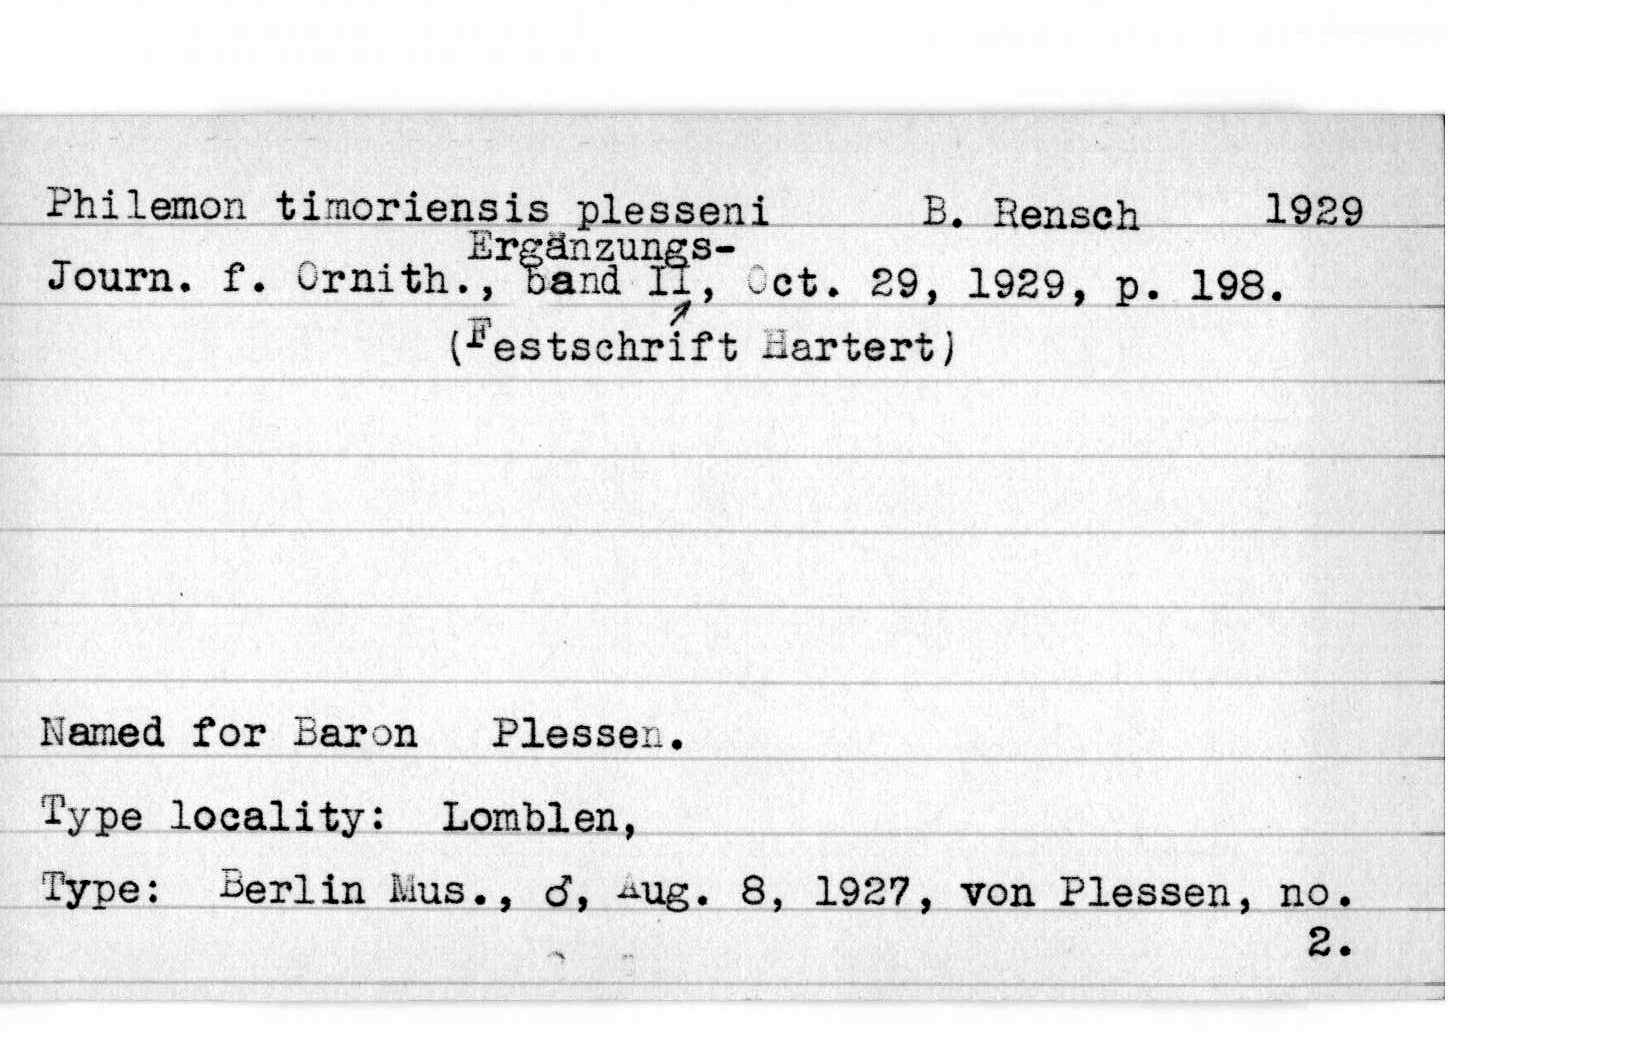 Philemon timoriensis plesseni B. Rensch 1929
Ergänzungs-
Journ. f. Ornith., band II, Oct. 29, 1929, p. 198.
(Festschrift Hartert)
Named for Baron Plessen.
Type locality: Lomblen,
Type: Berlin Mus., ♂, Aug. 8, 1927, von Plessen, no.
2.